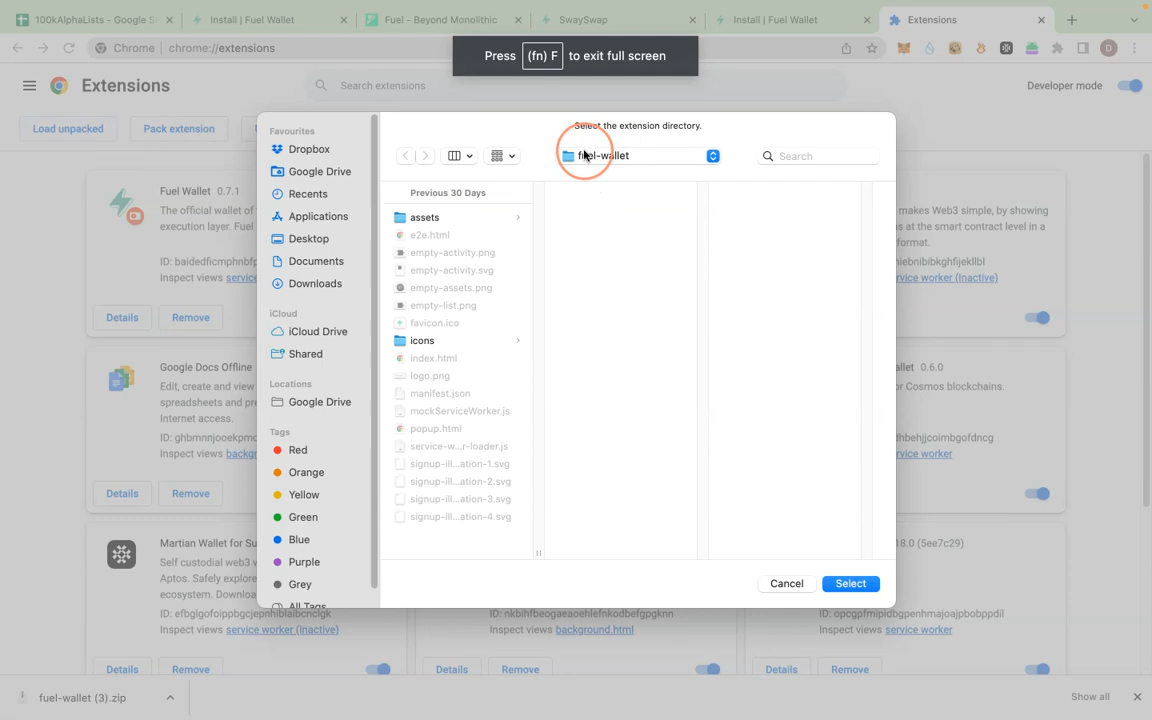 100kAlphaLists - Google S
Install | Fuel Wallet
Fuel - Beyond Monolithic
SwaySwap
Install | Fuel Wallet
Extensions
Chrome | chrome://extensions
Press (fn) F to exit full screen
Extensions
Search extensions
Developer mode
Load unpacked
Pack extension
Select the extension directory.
fuel-wallet
Search
Favourites
Dropbox
Google Drive
Recents
Applications
Desktop
Documents
Downloads
iCloud
iCloud Drive
Shared
Locations
Google Drive
Tags
Red
Orange
Yellow
Green
Blue
Purple
Grey
All Tags
Previous 30 Days
assets
e2e.html
empty-activity.png
empty-activity.svg
empty-assets.png
empty-list.png
favicon.ico
icons
index.html
logo.png
manifest.json
mockServiceWorker.js
popup.html
service-w...r-loader.js
signup-ill...ation-1.svg
signup-ill...ation-2.svg
signup-ill...ation-3.svg
signup-ill...ation-4.svg
Cancel
Select
Fuel Wallet 0.7.1
The official wallet of
execution layer. Fuel
ID: baidedficmphnbfp
Inspect views service
Details
Remove
makes Web3 simple, by showing
s at the smart contract level in a
format.
niebnibibkghfijekllbl
rvice worker (Inactive)
Google Docs Offline
Edit, create and view
spreadsheets and pre
Internet access.
ID: ghbmnnjooekpmc
Inspect views backgr
Details
Remove
allet 0.6.0
or Cosmos blockchains.
dhbehjjcoimbgofdncg
rvice worker
Martian Wallet for Su
Self custodial web3 v
Aptos. Safely explore
ecosystem. Downloa
ID: efbglgofoippbgcjepnhiblaibcnclgk
Inspect views service worker (Inactive)
Details
Remove
ID: nkbihfbeogaeaoehlefnkodbefgpgknn
Inspect views background.html
Details
Remove
18.0 (5ee7c29)
ID: opcgpfmipidbgpenhmajoajpbobppdil
Inspect views service worker
Details
Remove
fuel-wallet (3).zip
Show all